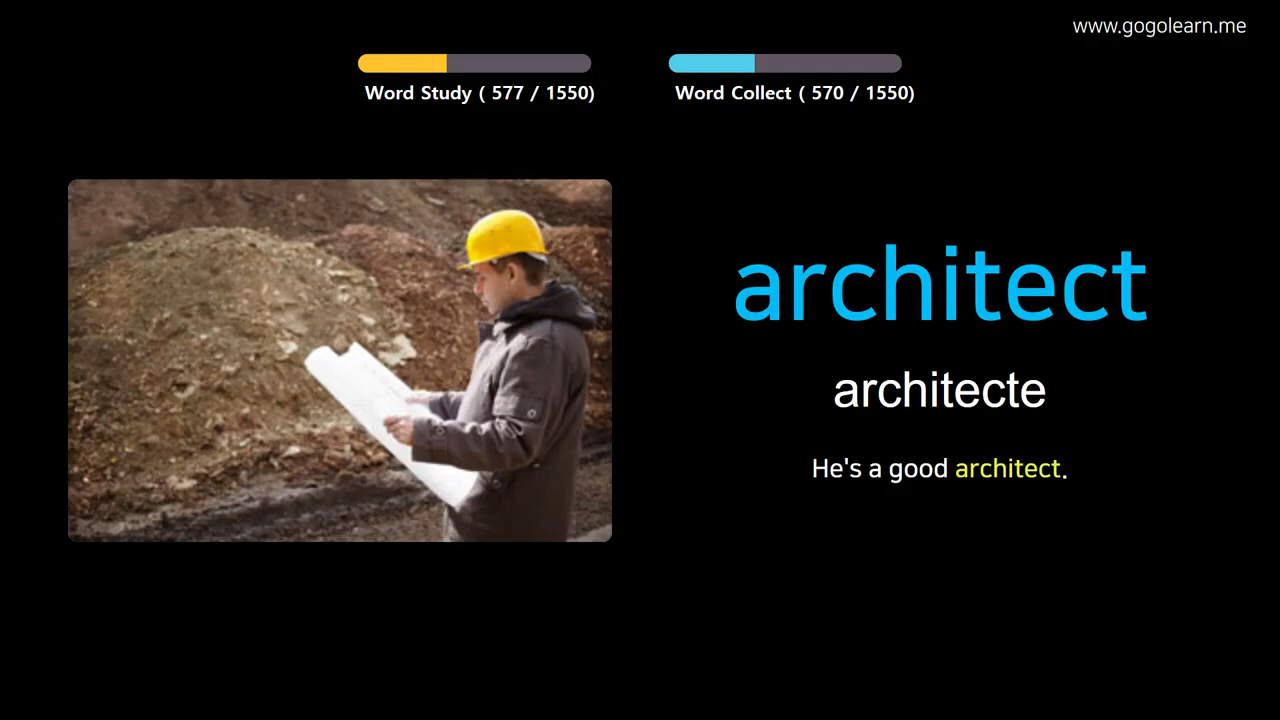 www.gogolearn.me
Word Study ( 577 / 1550)
Word Collect ( 570 / 1550)
architect
architecte
He's a good architect.